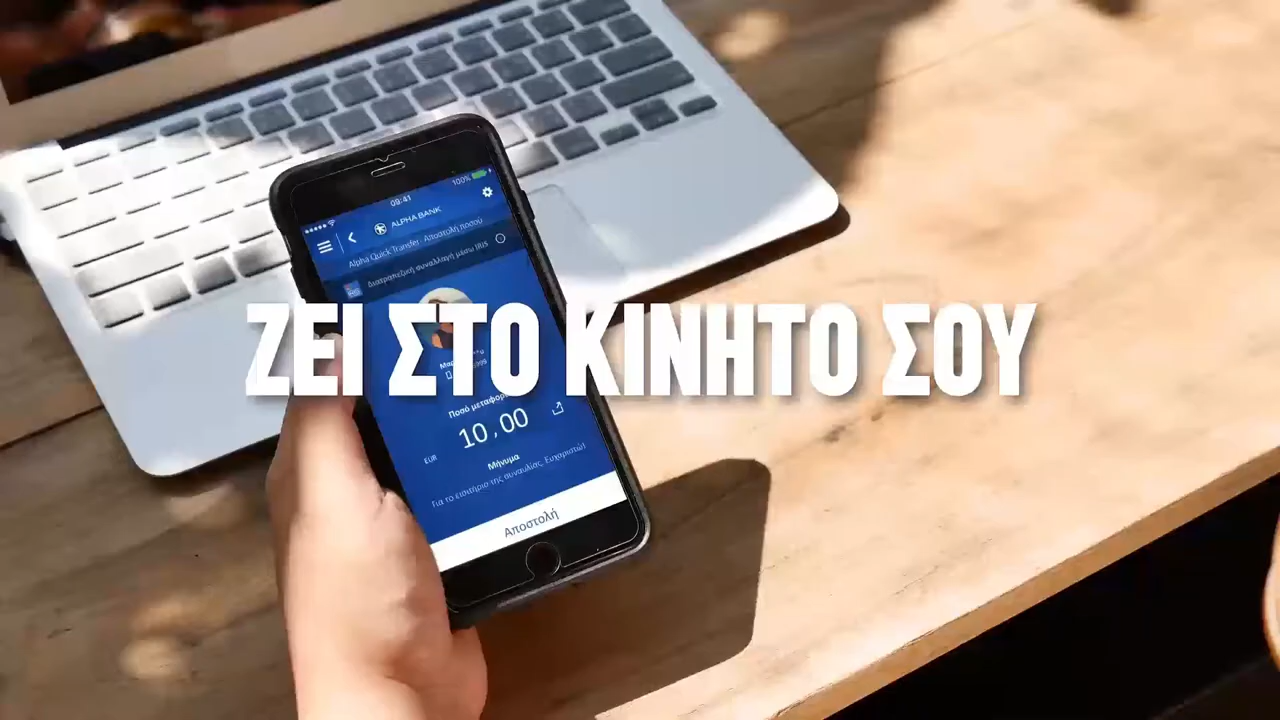 100%
09:41
ALPHA BANK
Alpha Quick Transfer - Αποστολή ποσού
Διατραπεζική συναλλαγή μέσω IRIS
ΖΕΙ ΣΤΟ ΚΙΝΗΤΟ ΣΟΥ
Ποσό
10,00
EUR
Μήνυμα
Για το εισιτήριο της συναυλίας. Ευχαριστώ!
Αποστολή